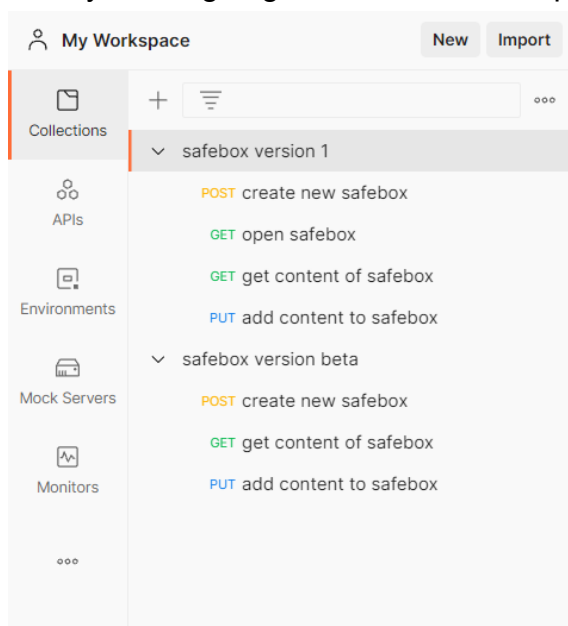 My Workspace
New
Import
Collections
APIs
Environments
Mock Servers
Monitors
safebox version 1
POST create new safebox
GET open safebox
GET get content of safebox
PUT add content to safebox
safebox version beta
POST create new safebox
GET get content of safebox
PUT add content to safebox